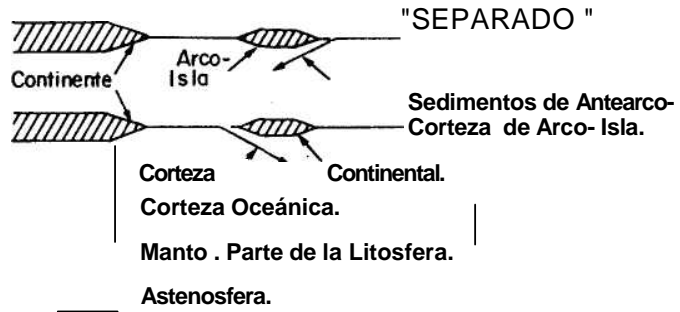 "SEPARADO "
Arco-
Isla
Continente
Sedimentos de Antearco-
Corteza de Arco- Isla.
Corteza Continental.
Corteza Oceánica.
Manto . Parte de la Litosfera.
Astenosfera.